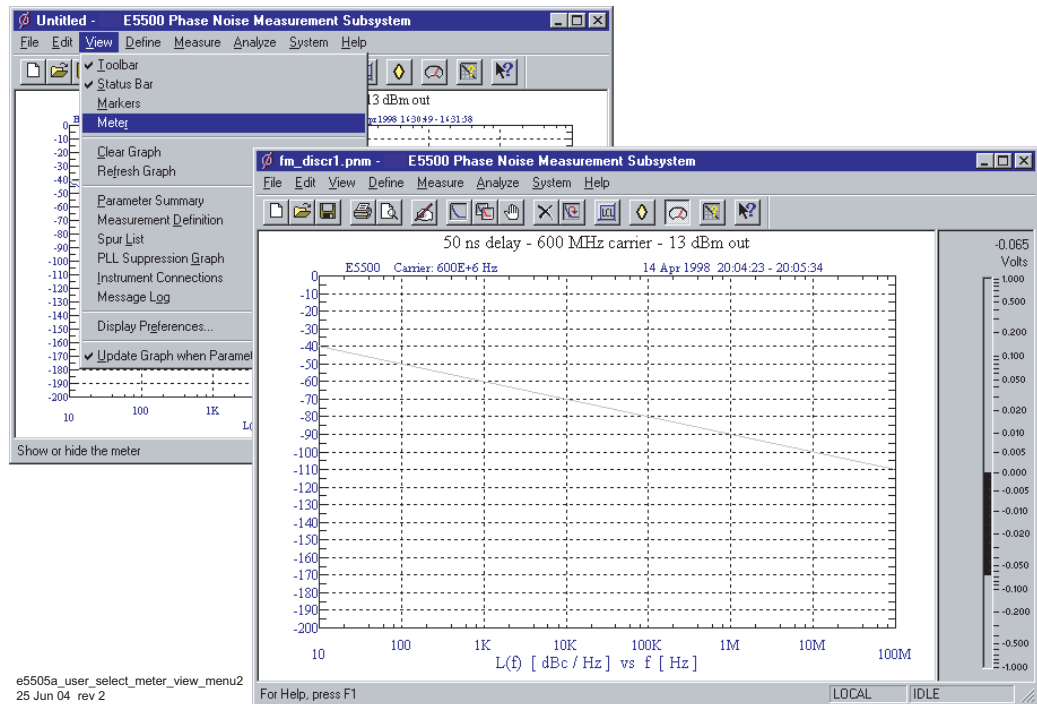 Untitled - E5500 Phase Noise Measurement Subsystem
File Edit View Define Measure Analyze System Help
Toolbar
Status Bar
Markers
Meter
Clear Graph
Refresh Graph
Parameter Summary
Measurement Definition
Spur List
PLL Suppression Graph
Instrument Connections
Message Log
Display Preferences...
Update Graph when Paramet
13 dBm out
1998 16:30:49 - 16:31:58
0
-10
-20
-30
-40
-50
-60
-70
-80
-90
-100
-110
-120
-130
-140
-150
-160
-170
-180
-190
-200
10 100 1K
Show or hide the meter
fm_discr1.pnm - E5500 Phase Noise Measurement Subsystem
File Edit View Define Measure Analyze System Help
LCL
50 ns delay - 600 MHz carrier - 13 dBm out
E5500 Carrier: 600E+6 Hz 14 Apr 1998 20:04:23 - 20:05:34
0
-10
-20
-30
-40
-50
-60
-70
-80
-90
-100
-110
-120
-130
-140
-150
-160
-170
-180
-190
-200
10 100 1K 10K 100K 1M 10M 100M
L(f) [ dBc / Hz ] vs f [ Hz ]
-0.065
Volts
1.000
0.500
0.200
0.100
0.050
0.020
0.010
0.005
0.000
-0.005
-0.010
-0.020
-0.050
-0.100
-0.200
-0.500
-1.000
For Help, press F1
LOCAL IDLE
e5505a_user_select_meter_view_menu2
25 Jun 04 rev 2